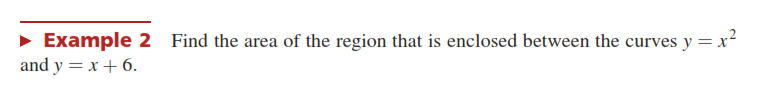 ► Example 2 Find the area of the region that is enclosed between the curves y = x²
and y = x + 6.